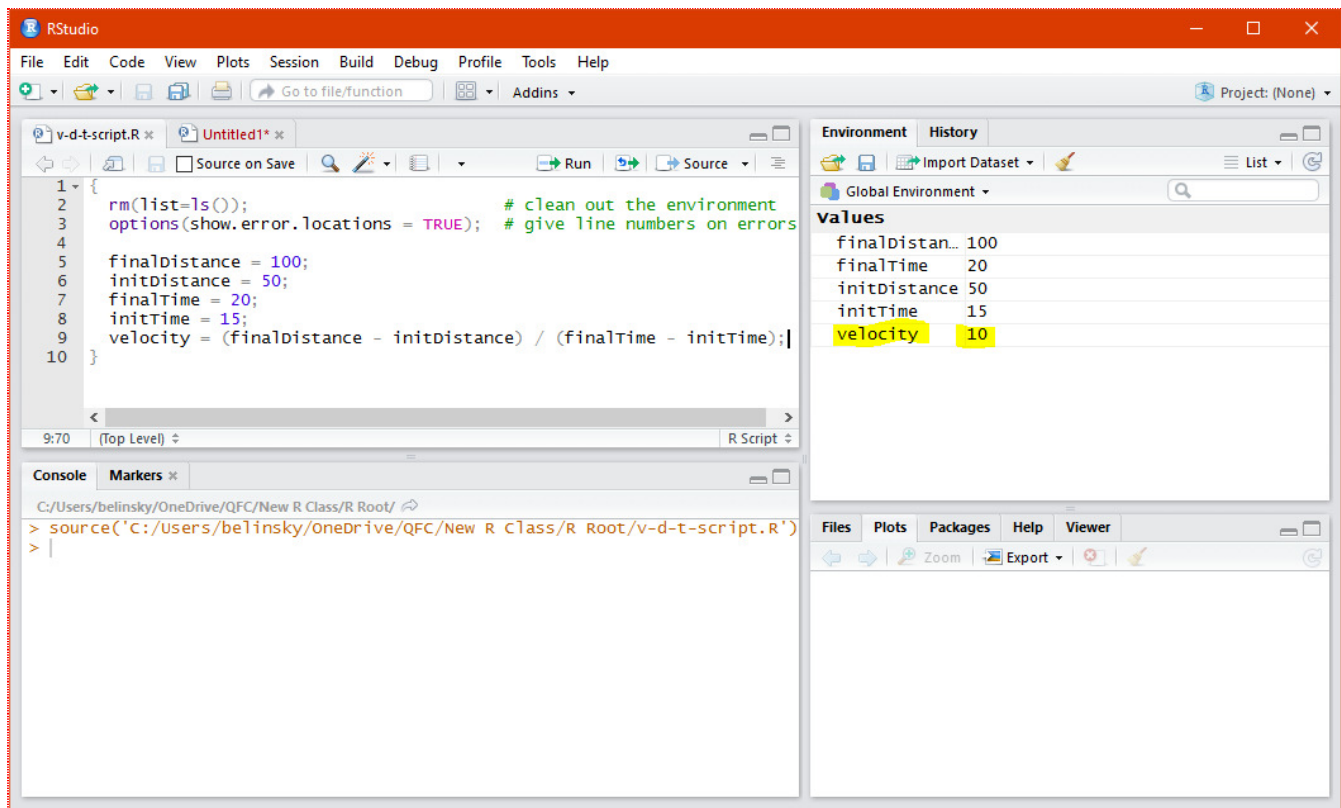 RStudio
File Edit Code View Plots Session Build Debug Profile Tools Help
Go to file/function Addins Project: (None)
v-d-t-script.R Untitled1*
Source on Save Run Source
1 {
2 rm(list=ls()); # clean out the environment
3 options(show.error.locations = TRUE); # give line numbers on errors
4
5 finalDistance = 100;
6 initDistance = 50;
7 finalTime = 20;
8 initTime = 15;
9 velocity = (finalDistance - initDistance) / (finalTime - initTime);
10 }
9:70 (Top Level) R Script
Console Markers
C:/Users/belinsky/OneDrive/QFC/New R Class/R Root/
> source('C:/Users/belinsky/OneDrive/QFC/New R Class/R Root/v-d-t-script.R')
>
Environment History
Import Dataset List
Global Environment
Values
finalDistan… 100
finalTime 20
initDistance 50
initTime 15
velocity 10
Files Plots Packages Help Viewer
Zoom Export